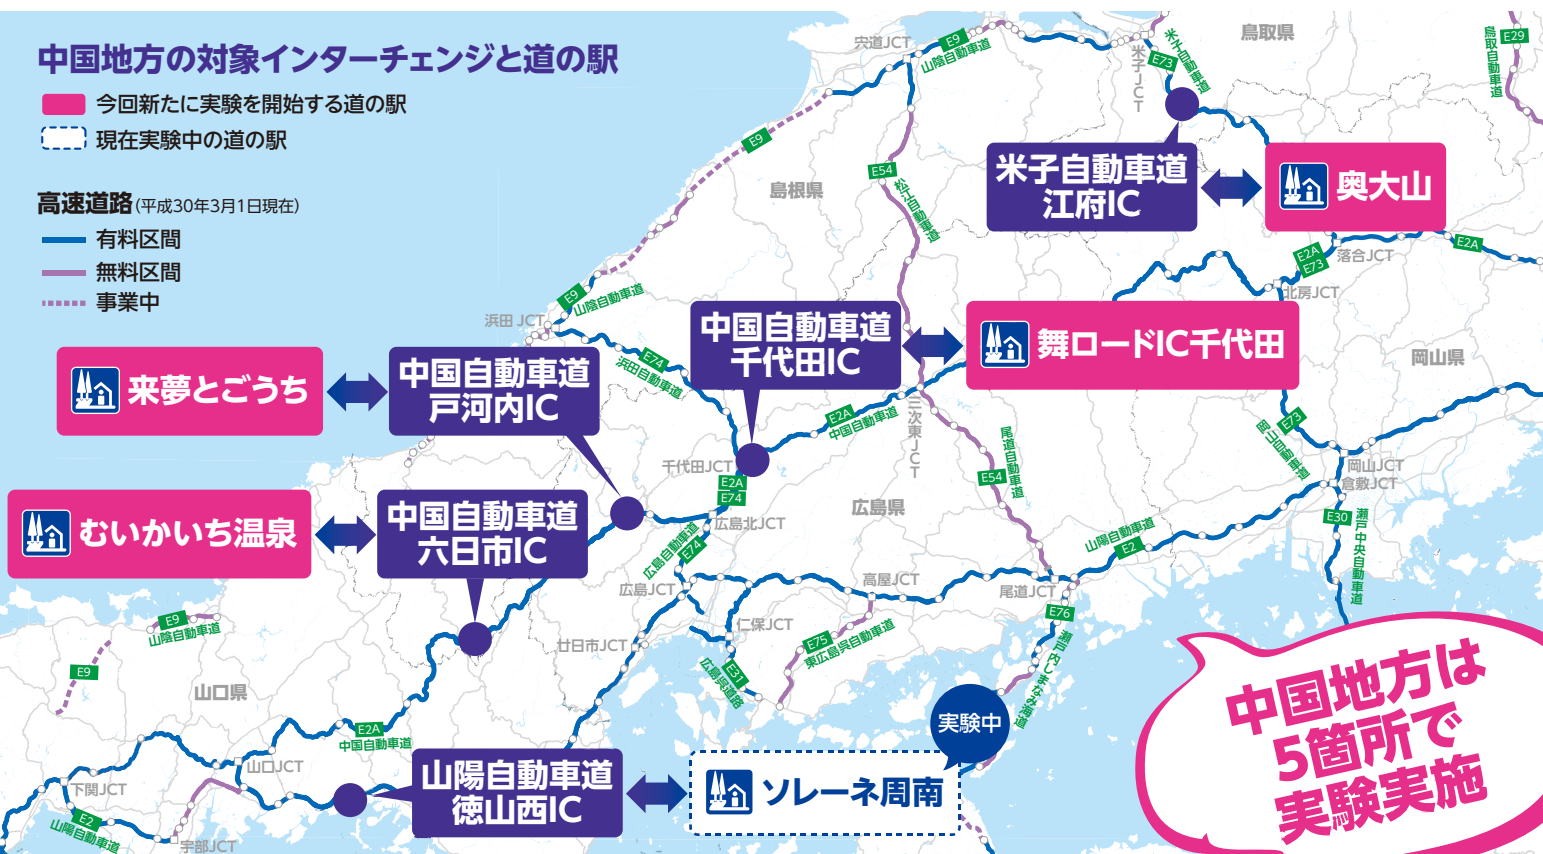 中国地方の対象インターチェンジと道の駅
今回新たに実験を開始する道の駅
現在実験中の道の駅
高速道路(平成30年3月1日現在)
有料区間
無料区間
事業中
宍道JCT
E9
山陰自動車道
米子JCT
E73
米子自動車道
鳥取県
鳥取自動車道
E29
E9
島根県
E54
松江自動車道
米子自動車道
江府IC
奥大山
E2A
E73
落合JCT
E2A
北房JCT
E9
山陰自動車道
浜田 JCT
E74
浜田自動車道
中国自動車道
千代田IC
舞ロードIC千代田
岡山県
来夢とごうち
中国自動車道
戸河内IC
E2A
中国自動車道
三次東JCT
尾道自動車道
E54
E73
岡山自動車道
岡山JCT
倉敷JCT
千代田JCT
E2A
E74
広島県
むいかいち温泉
中国自動車道
六日市IC
広島北JCT
広島自動車道
E74
山陽自動車道
E2
E30
瀬戸中央自動車道
広島JCT
高屋JCT
尾道JCT
E76
瀬戸内しまなみ海道
仁保JCT
廿日市JCT
E75
東広島呉自動車道
E31
広島呉道路
E9
山陰自動車道
E9
山口県
E2A
中国自動車道
実験中
山口JCT
下関JCT
E2
山陽自動車道
宇部JCT
山陽自動車道
徳山西IC
ソレーネ周南
中国地方は
5箇所で
実験実施